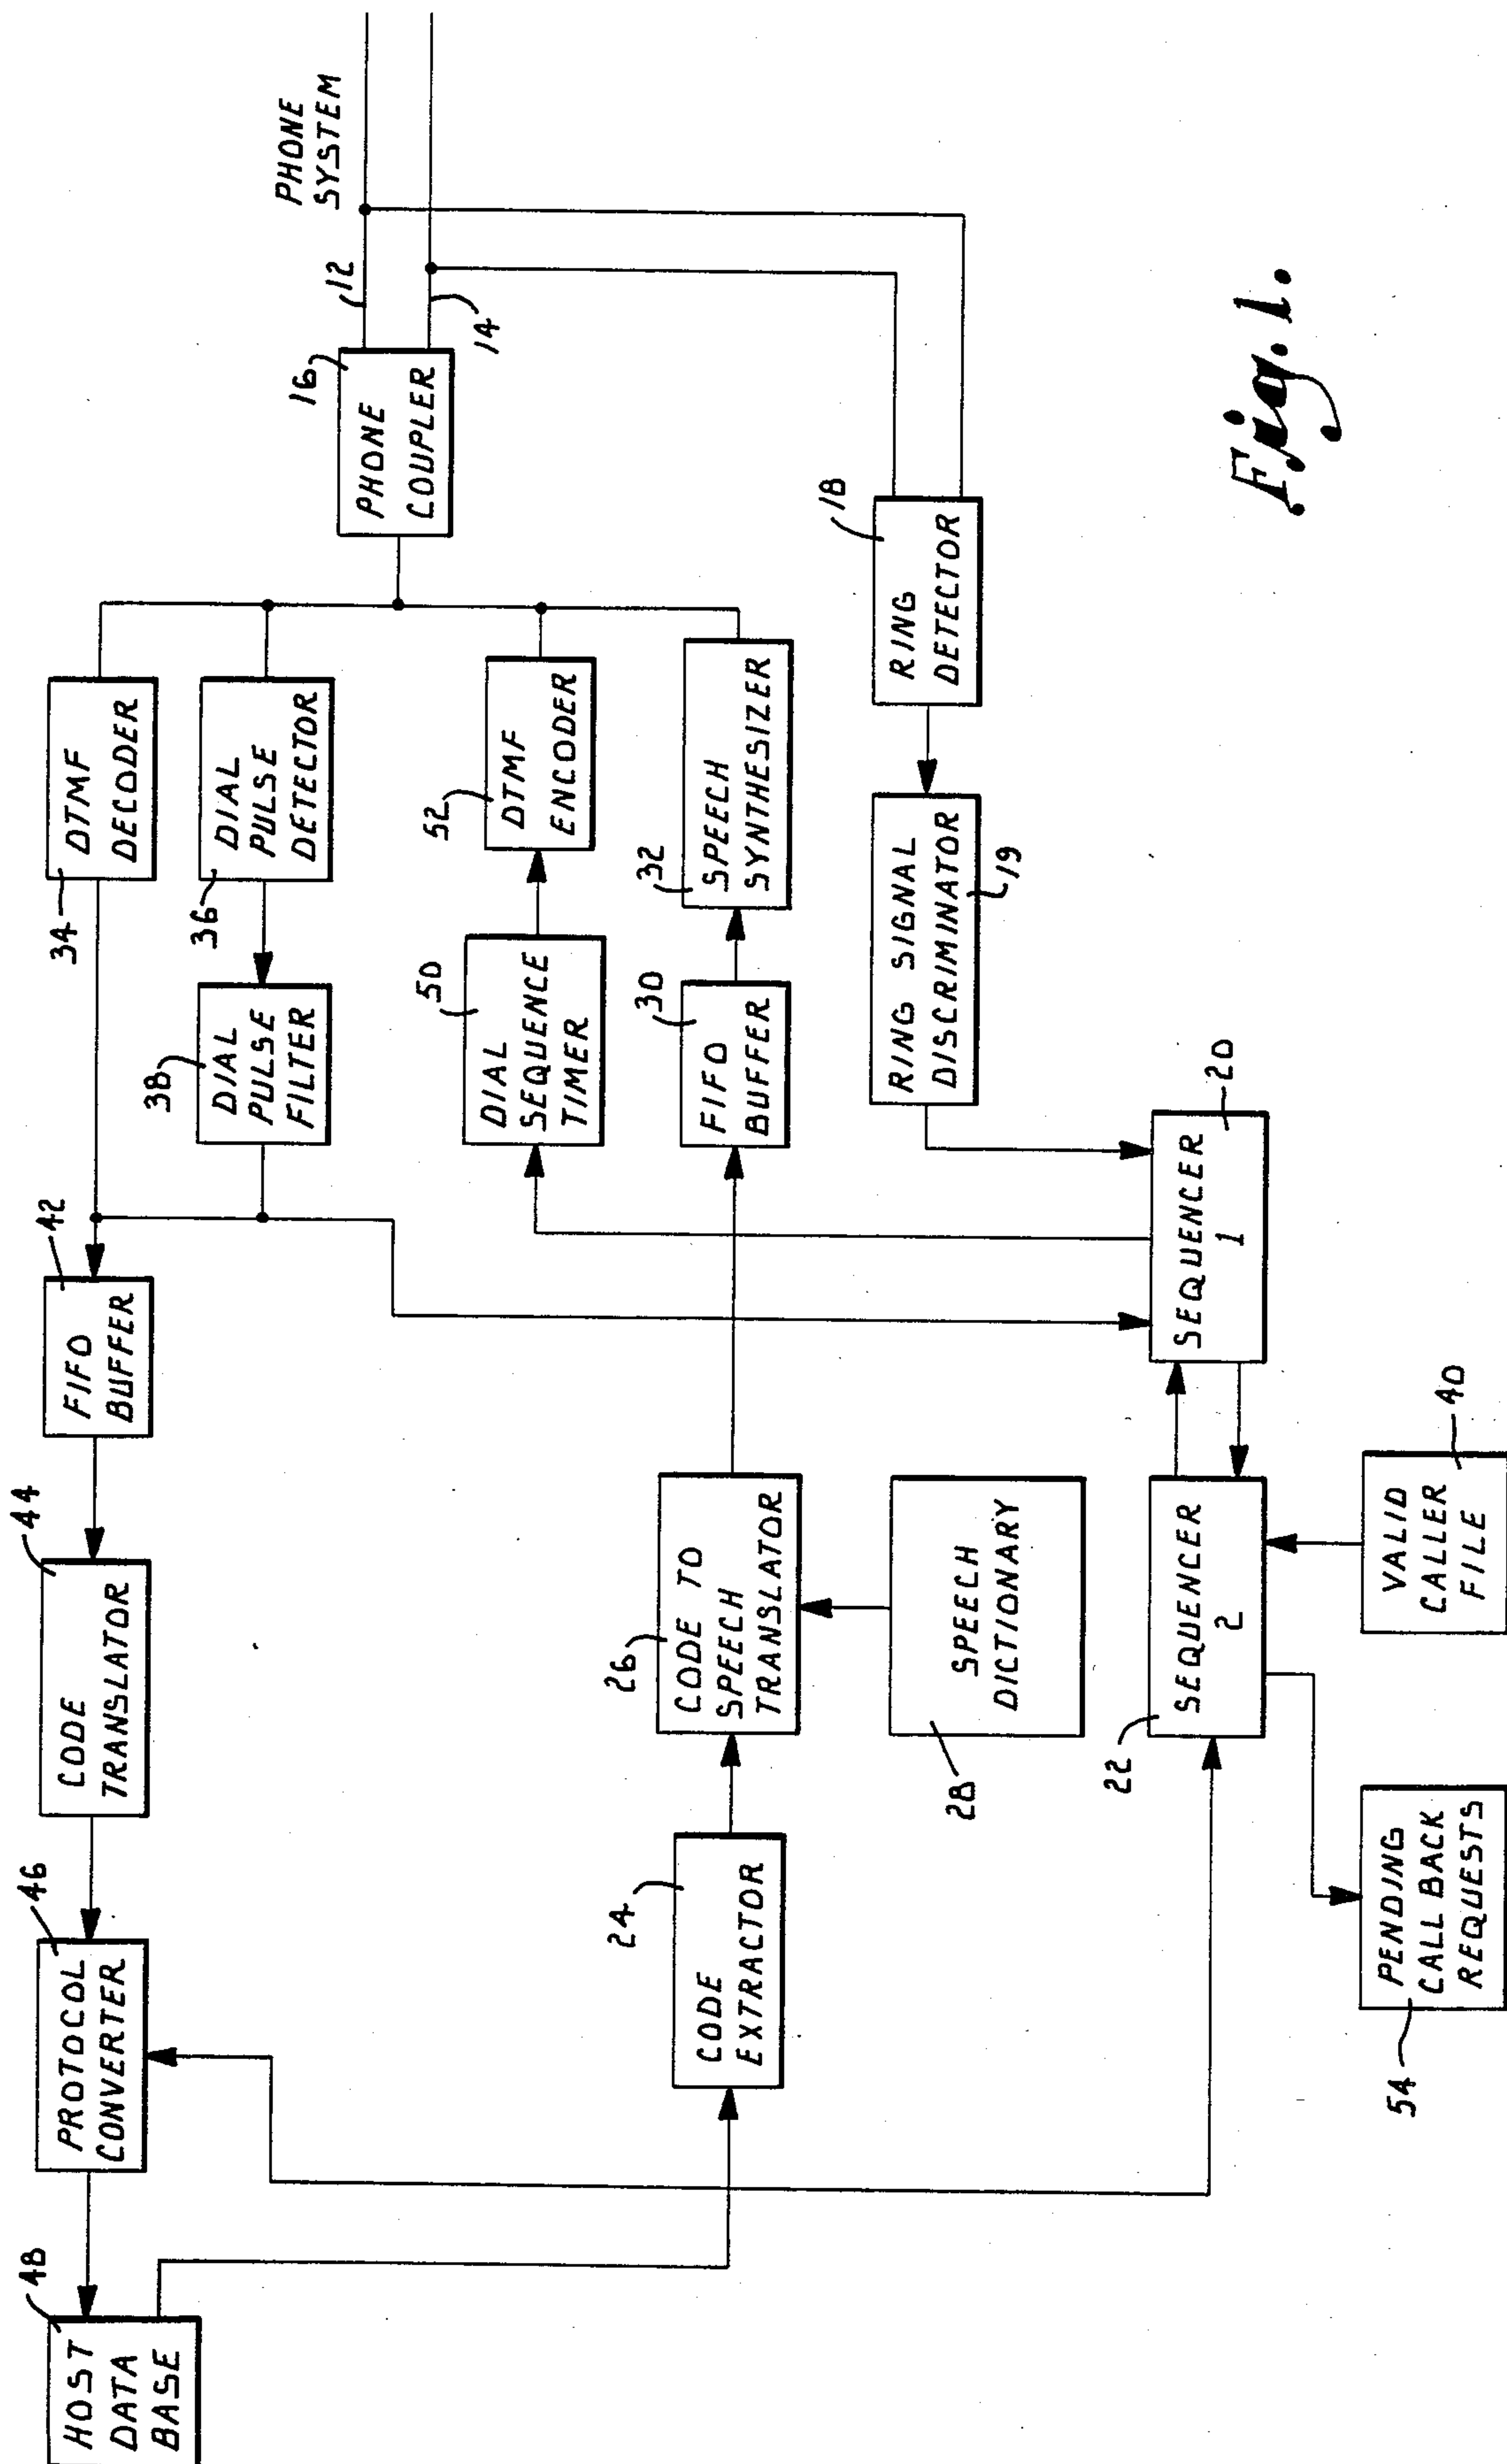 48
HOST
DATA
BASE
46
PROTOCOL
CONVERTER
44
CODE
TRANSLATOR
42
FIFO
BUFFER
34
DTMF
DECODER
38
DIAL
PULSE
FILTER
36
DIAL
PULSE
DETECTOR
50
DIAL
SEQUENCE
TIMER
52
DTMF
ENCODER
16
PHONE
COUPLER
12
14
PHONE
SYSTEM
24
CODE
EXTRACTOR
26
CODE TO
SPEECH
TRANSLATOR
30
FIFO
BUFFER
32
SPEECH
SYNTHESIZER
28
SPEECH
DICTIONARY
RING SIGNAL
DISCRIMINATOR
19
18
RING
DETECTOR
22
SEQUENCER
2
SEQUENCER
1
20
54
PENDING
CALL BACK
REQUESTS
VALID
CALLER
FILE
40
Fig. 1.